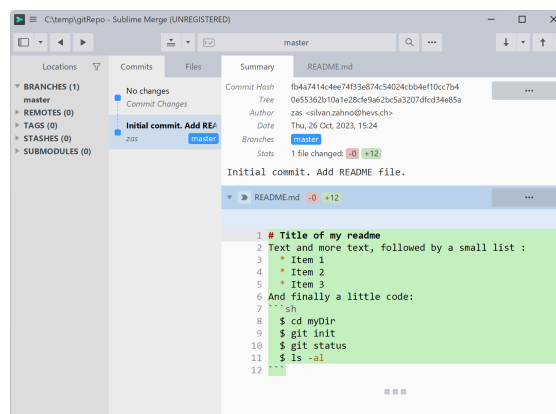 C:\temp\gitRepo - Sublime Merge (UNREGISTERED)
master
Locations
Commits
Files
Summary
README.md
BRANCHES (1)
master
REMOTES (0)
TAGS (0)
STASHES (0)
SUBMODULES (0)
No changes
Commit Changes
Initial commit. Add REA
zas master
Commit Hash fb4a7414c4ee74f33e874c54024cbb4ef10cc7b4
Tree 0e55362b10a1e28cfe9a62bc5a3207dfcd34e85a
Author zas <silvan.zahno@hevs.ch>
Date Thu, 26 Oct, 2023, 15:24
Branches master
Stats 1 file changed: -0 +12
Initial commit. Add README file.
README.md -0 +12
1 # Title of my readme
2 Text and more text, followed by a small list :
3 * Item 1
4 * Item 2
5 * Item 3
6 And finally a little code:
7 ```sh
8 $ cd myDir
9 $ git init
10 $ git status
11 $ ls -al
12 ```